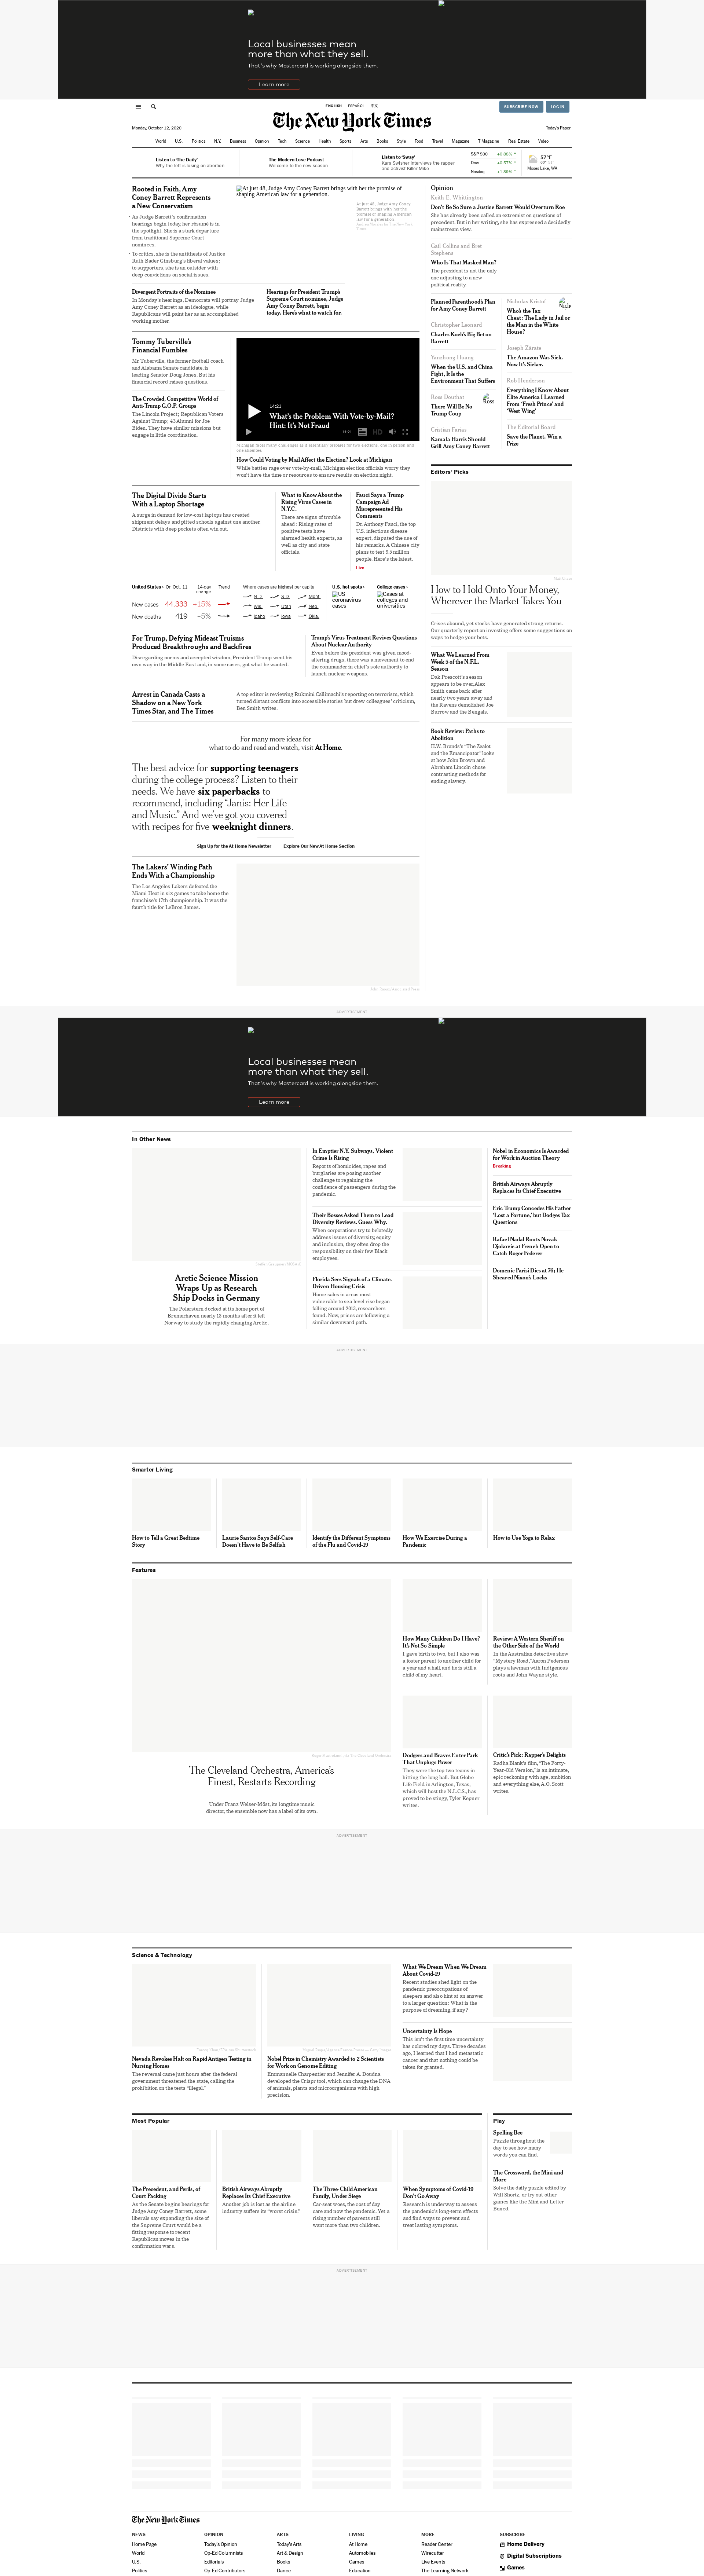 Local businesses mean
more than what they sell.
That's why Mastercard is working alongside them.
Learn more
ENGLISH ESPAÑOL 中文
SUBSCRIBE NOW LOG IN
The New York Times
Monday, October 12, 2020
Today's Paper
World U.S. Politics N.Y. Business Opinion Tech Science Health Sports Arts Books Style Food Travel Magazine T Magazine Real Estate Video
Listen to 'The Daily'
Why the left is losing on abortion.
The Modern Love Podcast
Welcome to the new season.
Listen to 'Sway'
Kara Swisher interviews the rapper
and activist Killer Mike.
S&P 500
Dow
Nasdaq
57°F
Moses Lake, WA
Rooted in Faith, Amy
Coney Barrett Represents
a New Conservatism
• As Judge Barrett's confirmation
hearings begin today, her résumé is in
the spotlight. She is a stark departure
from traditional Supreme Court
nominees.
• To critics, she is the antithesis of Justice
Ruth Bader Ginsburg's liberal values;
to supporters, she is an outsider with
deep convictions on social issues.
At just 48, Judge Amy Coney Barrett brings with her the promise of
shaping American law for a generation.
At just 48, Judge Amy Coney
Barrett brings with her the
promise of shaping American
law for a generation.
Divergent Portraits of the Nominee
In Monday's hearings, Democrats will portray Judge
Amy Coney Barrett as an ideologue, while
Republicans will paint her as an accomplished
working mother.
Hearings for President Trump's
Supreme Court nominee, Judge
Amy Coney Barrett, begin
today. Here's what to watch for.
Tommy Tuberville's
Financial Fumbles
Mr. Tuberville, the former football coach
and Alabama Senate candidate, is
leading Senator Doug Jones. But his
financial record raises questions.
The Crowded, Competitive World of
Anti-Trump G.O.P. Groups
The Lincoln Project; Republican Voters
Against Trump; 43 Alumni for Joe
Biden. They have similar missions but
engage in little coordination.
14:21
What's the Problem With Vote-by-Mail?
Hint: It's Not Fraud
14:21 HD
How Could Voting by Mail Affect the Election? Look at Michigan
While battles rage over vote-by-mail, Michigan election officials worry they
won't have the time or resources to ensure results on election night.
The Digital Divide Starts
With a Laptop Shortage
A surge in demand for low-cost laptops has created
shipment delays and pitted schools against one another.
Districts with deep pockets often win out.
What to Know About the
Rising Virus Cases in
N.Y.C.
There are signs of trouble
ahead: Rising rates of
positive tests have
alarmed health experts, as
well as city and state
officials.
Fauci Says a Trump
Campaign Ad
Misrepresented His
Comments
Dr. Anthony Fauci, the top
U.S. infectious disease
expert, disputed the ad's use of
his remarks. A Chinese city
plans to test 9.5 million
people. Here's the latest.
Live
United States › On Oct. 11 14-day
change Trend
New cases 44,333 +15%
New deaths 419 –5%
Where cases are highest per capita
N.D. S.D. Mont.
Wis. Utah Neb.
Idaho Iowa Okla.
U.S. hot spots ›
US
coronavirus
cases
College cases ›
Cases at
colleges and
universities
For Trump, Defying Mideast Truisms
Produced Breakthroughs and Backfires
Disregarding norms and accepted wisdom, President Trump went his
own way in the Middle East and, in some cases, got what he wanted.
Trump's Virus Treatment Revives Questions
About Nuclear Authority
Even before the president was given mood-
altering drugs, there was a movement to end
the commander in chief's sole authority to
launch nuclear weapons.
Arrest in Canada Casts a
Shadow on a New York
Times Star, and The Times
A top editor is reviewing Rukmini Callimachi's reporting on terrorism, which
turned distant conflicts into accessible stories but drew colleagues' criticism,
Ben Smith writes.
For many more ideas for
what to do and read and watch, visit At Home.
The best advice for supporting teenagers
during the college process? Listen to their
needs. We have six paperbacks to
recommend, including "Janis: Her Life
and Music." And we've got you covered
with recipes for five weeknight dinners.
Sign Up for the At Home Newsletter Explore Our New At Home Section
The Lakers' Winding Path
Ends With a Championship
The Los Angeles Lakers defeated the
Miami Heat in six games to take home the
franchise's 17th championship. It was the
fourth title for LeBron James.
Opinion
Keith E. Whittington
Don't Be So Sure a Justice Barrett Would Overturn Roe
She has already been called an extremist on questions of
precedent. But in her writing, she has expressed a decidedly
mainstream view.
Gail Collins and Bret
Stephens
Who Is That Masked Man?
The president is not the only
one adjusting to a new
political reality.
Planned Parenthood's Plan
for Amy Coney Barrett
Christopher Leonard
Charles Koch's Big Bet on
Barrett
Yanzhong Huang
When the U.S. and China
Fight, It Is the
Environment That Suffers
Ross Douthat
There Will Be No
Trump Coup
Ross
Cristian Farias
Kamala Harris Should
Grill Amy Coney Barrett
Nicholas Kristof
Who's the Tax
Cheat: The Lady in Jail or
the Man in the White
House?
Joseph Zárate
The Amazon Was Sick.
Now It's Sicker.
Rob Henderson
Everything I Know About
Elite America I Learned
From 'Fresh Prince' and
'West Wing'
The Editorial Board
Save the Planet, Win a
Prize
Editors' Picks
How to Hold Onto Your Money,
Wherever the Market Takes You
Crises abound, yet stocks have generated strong returns.
Our quarterly report on investing offers some suggestions on
ways to hedge your bets.
What We Learned From
Week 5 of the N.F.L.
Season
Dak Prescott's season
appears to be over, Alex
Smith came back after
nearly two years away and
the Ravens demolished Joe
Burrow and the Bengals.
Book Review: Paths to
Abolition
H.W. Brands's "The Zealot
and the Emancipator" looks
at how John Brown and
Abraham Lincoln chose
contrasting methods for
ending slavery.
ADVERTISEMENT
Local businesses mean
more than what they sell.
That's why Mastercard is working alongside them.
Learn more
In Other News
Arctic Science Mission
Wraps Up as Research
Ship Docks in Germany
The Polarstern docked at its home port of
Bremerhaven nearly 13 months after it left
Norway to study the rapidly changing Arctic.
In Emptier N.Y. Subways, Violent
Crime Is Rising
Reports of homicides, rapes and
burglaries are posing another
challenge to regaining the
confidence of passengers during the
pandemic.
Their Bosses Asked Them to Lead
Diversity Reviews. Guess Why.
When corporations try to belatedly
address issues of diversity, equity
and inclusion, they often drop the
responsibility on their few Black
employees.
Florida Sees Signals of a Climate-
Driven Housing Crisis
Home sales in areas most
vulnerable to sea-level rise began
falling around 2013, researchers
found. Now, prices are following a
similar downward path.
Nobel in Economics Is Awarded
for Work in Auction Theory
Breaking
British Airways Abruptly
Replaces Its Chief Executive
Eric Trump Concedes His Father
'Lost a Fortune,' but Dodges Tax
Questions
Rafael Nadal Routs Novak
Djokovic at French Open to
Catch Roger Federer
Domenic Parisi Dies at 76; He
Sheared Nixon's Locks
ADVERTISEMENT
Smarter Living
How to Tell a Great Bedtime
Story
Laurie Santos Says Self-Care
Doesn't Have to Be Selfish
Identify the Different Symptoms
of the Flu and Covid-19
How We Exercise During a
Pandemic
How to Use Yoga to Relax
Features
The Cleveland Orchestra, America's
Finest, Restarts Recording
Under Franz Welser-Möst, its longtime music
director, the ensemble now has a label of its own.
How Many Children Do I Have?
It's Not So Simple
I gave birth to two, but I also was
a foster parent to another child for
a year and a half, and he is still a
child of my heart.
Review: A Western Sheriff on
the Other Side of the World
In the Australian detective show
"Mystery Road," Aaron Pedersen
plays a lawman with Indigenous
roots and John Wayne style.
Dodgers and Braves Enter Park
That Unplugs Power
They were the top two teams in
hitting the long ball. But Globe
Life Field in Arlington, Texas,
which will host the N.L.C.S., has
proved to be stingy, Tyler Kepner
writes.
Critic's Pick: Rapper's Delights
Radha Blank's film, "The Forty-
Year-Old Version," is an intimate,
epic reckoning with age, ambition
and everything else, A.O. Scott
writes.
ADVERTISEMENT
Science & Technology
Nevada Revokes Halt on Rapid Antigen Testing in
Nursing Homes
The reversal came just hours after the federal
government threatened the state, calling the
prohibition on the tests "illegal."
Nobel Prize in Chemistry Awarded to 2 Scientists
for Work on Genome Editing
Emmanuelle Charpentier and Jennifer A. Doudna
developed the Crispr tool, which can change the DNA
of animals, plants and microorganisms with high
precision.
What We Dream When We Dream
About Covid-19
Recent studies shed light on the
pandemic preoccupations of
sleepers and also hint at an answer
to a larger question: What is the
purpose of dreaming, if any?
Uncertainty Is Hope
This isn't the first time uncertainty
has colored my days. Three decades
ago, I learned that I had metastatic
cancer and that nothing could be
taken for granted.
Most Popular
The Precedent, and Perils, of
Court Packing
As the Senate begins hearings for
Judge Amy Coney Barrett, some
liberals say expanding the size of
the Supreme Court would be a
fitting response to recent
Republican moves in the
confirmation wars.
British Airways Abruptly
Replaces Its Chief Executive
Another job is lost as the airline
industry suffers its "worst crisis."
The Three-Child American
Family, Under Siege
Car-seat woes, the cost of day
care and now the pandemic. Yet a
rising number of parents still
want more than two children.
When Symptoms of Covid-19
Don't Go Away
Research is underway to assess
the pandemic's long-term effects
and find ways to prevent and
treat lasting symptoms.
Play
Spelling Bee
Puzzle throughout the
day to see how many
words you can find.
The Crossword, the Mini and
More
Solve the daily puzzle edited by
Will Shortz, or try out other
games like the Mini and Letter
Boxed.
ADVERTISEMENT
The New York Times
NEWS
Home Page
World
U.S.
Politics
OPINION
Today's Opinion
Op-Ed Columnists
Editorials
Op-Ed Contributors
ARTS
Today's Arts
Art & Design
Books
Dance
LIVING
At Home
Automobiles
Games
Education
MORE
Reader Center
Wirecutter
Live Events
The Learning Network
SUBSCRIBE
Home Delivery
Digital Subscriptions
Games